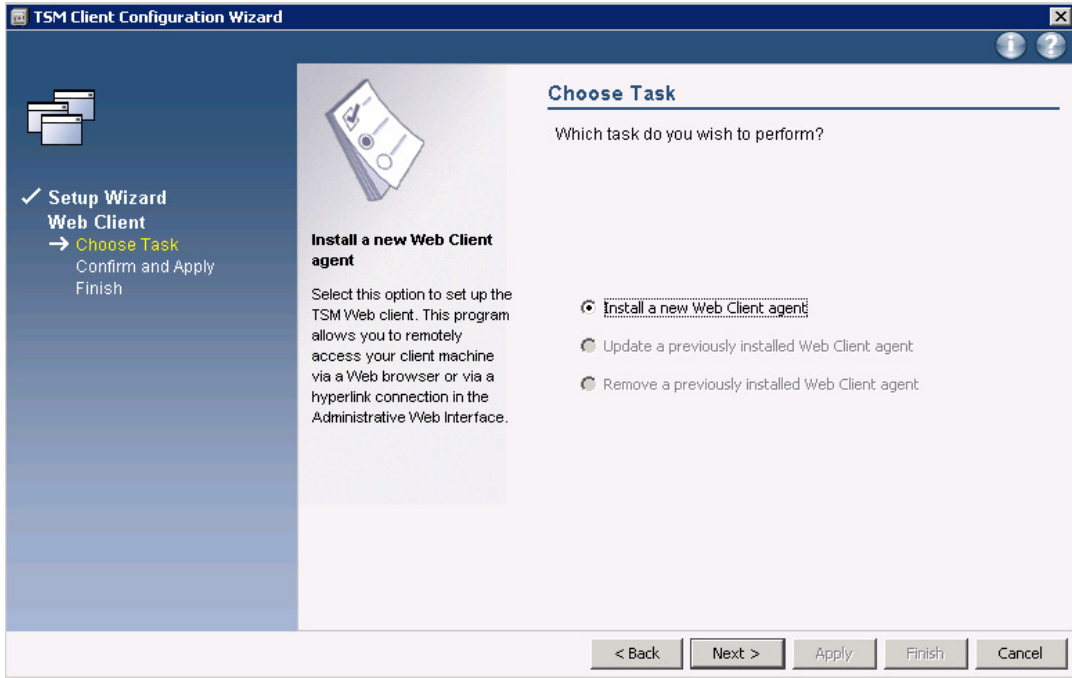 TSM Client Configuration Wizard
Setup Wizard
Web Client
Choose Task
Confirm and Apply
Finish
Install a new Web Client
agent
Select this option to set up the
TSM Web client. This program
allows you to remotely
access your client machine
via a Web browser or via a
hyperlink connection in the
Administrative Web Interface.
Choose Task
Which task do you wish to perform?
Install a new Web Client agent
Update a previously installed Web Client agent
Remove a previously installed Web Client agent
< Back
Next >
Apply
Finish
Cancel